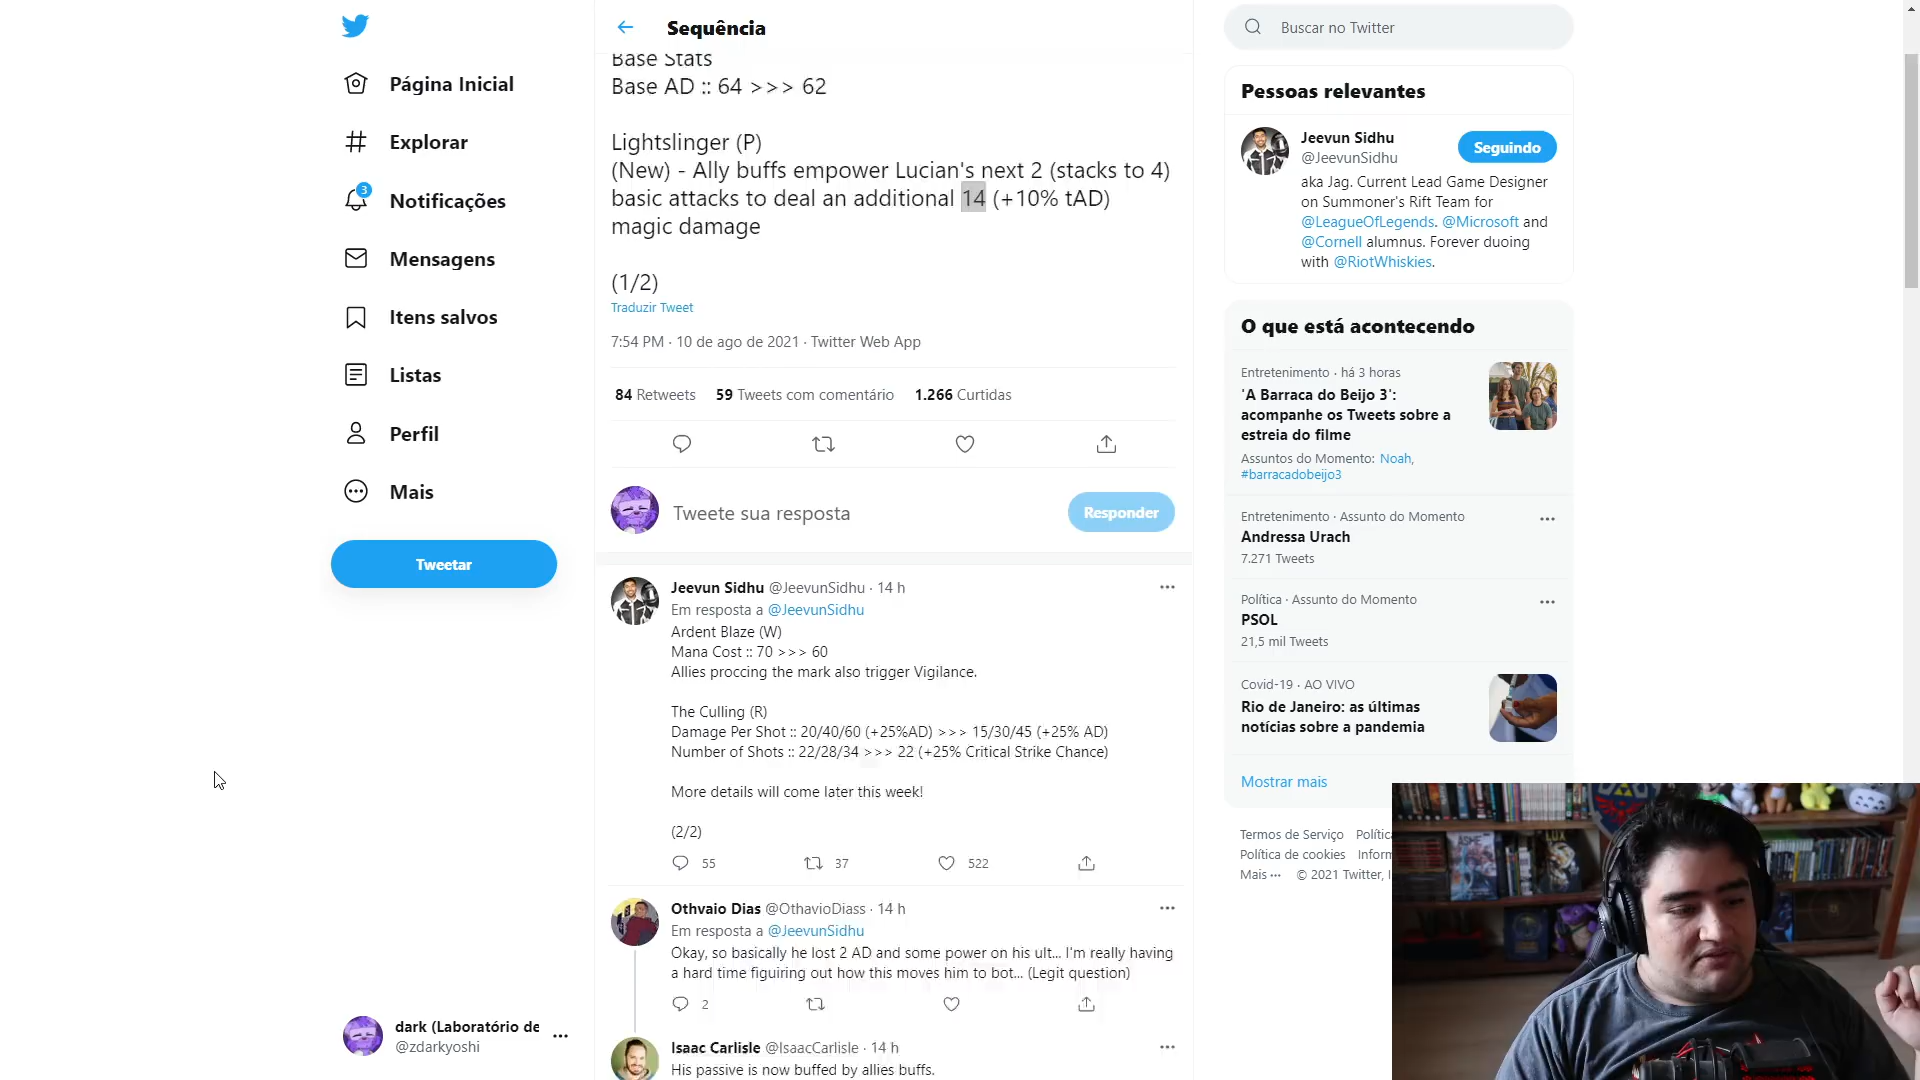 Página Inicial
Explorar
3
Notificações
Mensagens
Itens salvos
Listas
Perfil
Mais
Tweetar
dark (Laboratório de
@zdarkyoshi
Sequência
Base Stats
Base AD :: 64 >>> 62
Lightslinger (P)
(New) - Ally buffs empower Lucian's next 2 (stacks to 4)
basic attacks to deal an additional 14 (+10% tAD)
magic damage
(1/2)
Traduzir Tweet
7:54 PM · 10 de ago de 2021 · Twitter Web App
84 Retweets 59 Tweets com comentário 1.266 Curtidas
Tweete sua resposta
Responder
Jeevun Sidhu @JeevunSidhu · 14 h
Em resposta a @JeevunSidhu
Ardent Blaze (W)
Mana Cost :: 70 >>> 60
Allies proccing the mark also trigger Vigilance.
The Culling (R)
Damage Per Shot :: 20/40/60 (+25%AD) >>> 15/30/45 (+25% AD)
Number of Shots :: 22/28/34 >>> 22 (+25% Critical Strike Chance)
More details will come later this week!
(2/2)
55 37 522
Othvaio Dias @OthavioDiass · 14 h
Em resposta a @JeevunSidhu
Okay, so basically he lost 2 AD and some power on his ult... I'm really having
a hard time figuiring out how this moves him to bot... (Legit question)
2
Isaac Carlisle @IsaacCarlisle · 14 h
His passive is now buffed by allies buffs.
Buscar no Twitter
Pessoas relevantes
Jeevun Sidhu
@JeevunSidhu
Seguindo
aka Jag. Current Lead Game Designer
on Summoner's Rift Team for
@LeagueOfLegends. @Microsoft and
@Cornell alumnus. Forever duoing
with @RiotWhiskies.
O que está acontecendo
Entretenimento · há 3 horas
'A Barraca do Beijo 3':
acompanhe os Tweets sobre a
estreia do filme
Assuntos do Momento: Noah,
#barracadobeijo3
Entretenimento · Assunto do Momento
Andressa Urach
7.271 Tweets
Política · Assunto do Momento
PSOL
21,5 mil Tweets
Covid-19 · AO VIVO
Rio de Janeiro: as últimas
notícias sobre a pandemia
Mostrar mais
Termos de Serviço Polític
Política de cookies Inform
Mais ··· © 2021 Twitter, I